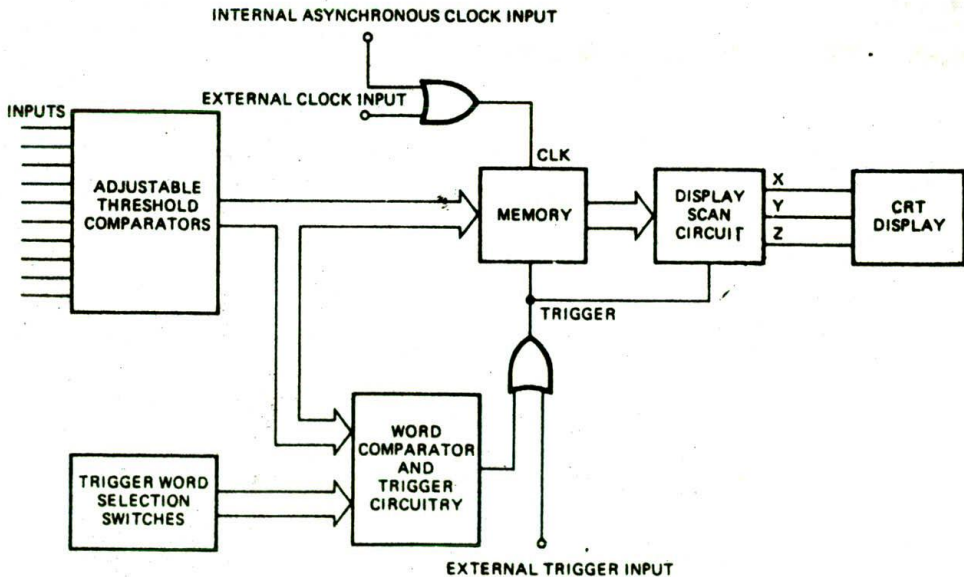 INTERNAL ASYNCHRONOUS CLOCK INPUT
EXTERNAL CLOCK INPUT
INPUTS
ADJUSTABLE
THRESHOLD
COMPARATORS
CLK
MEMORY
DISPLAY
SCAN
CIRCUIT
X
Y
Z
CRT
DISPLAY
TRIGGER
WORD
COMPARATOR
AND
TRIGGER
CIRCUITRY
TRIGGER WORD
SELECTION
SWITCHES
EXTERNAL TRIGGER INPUT